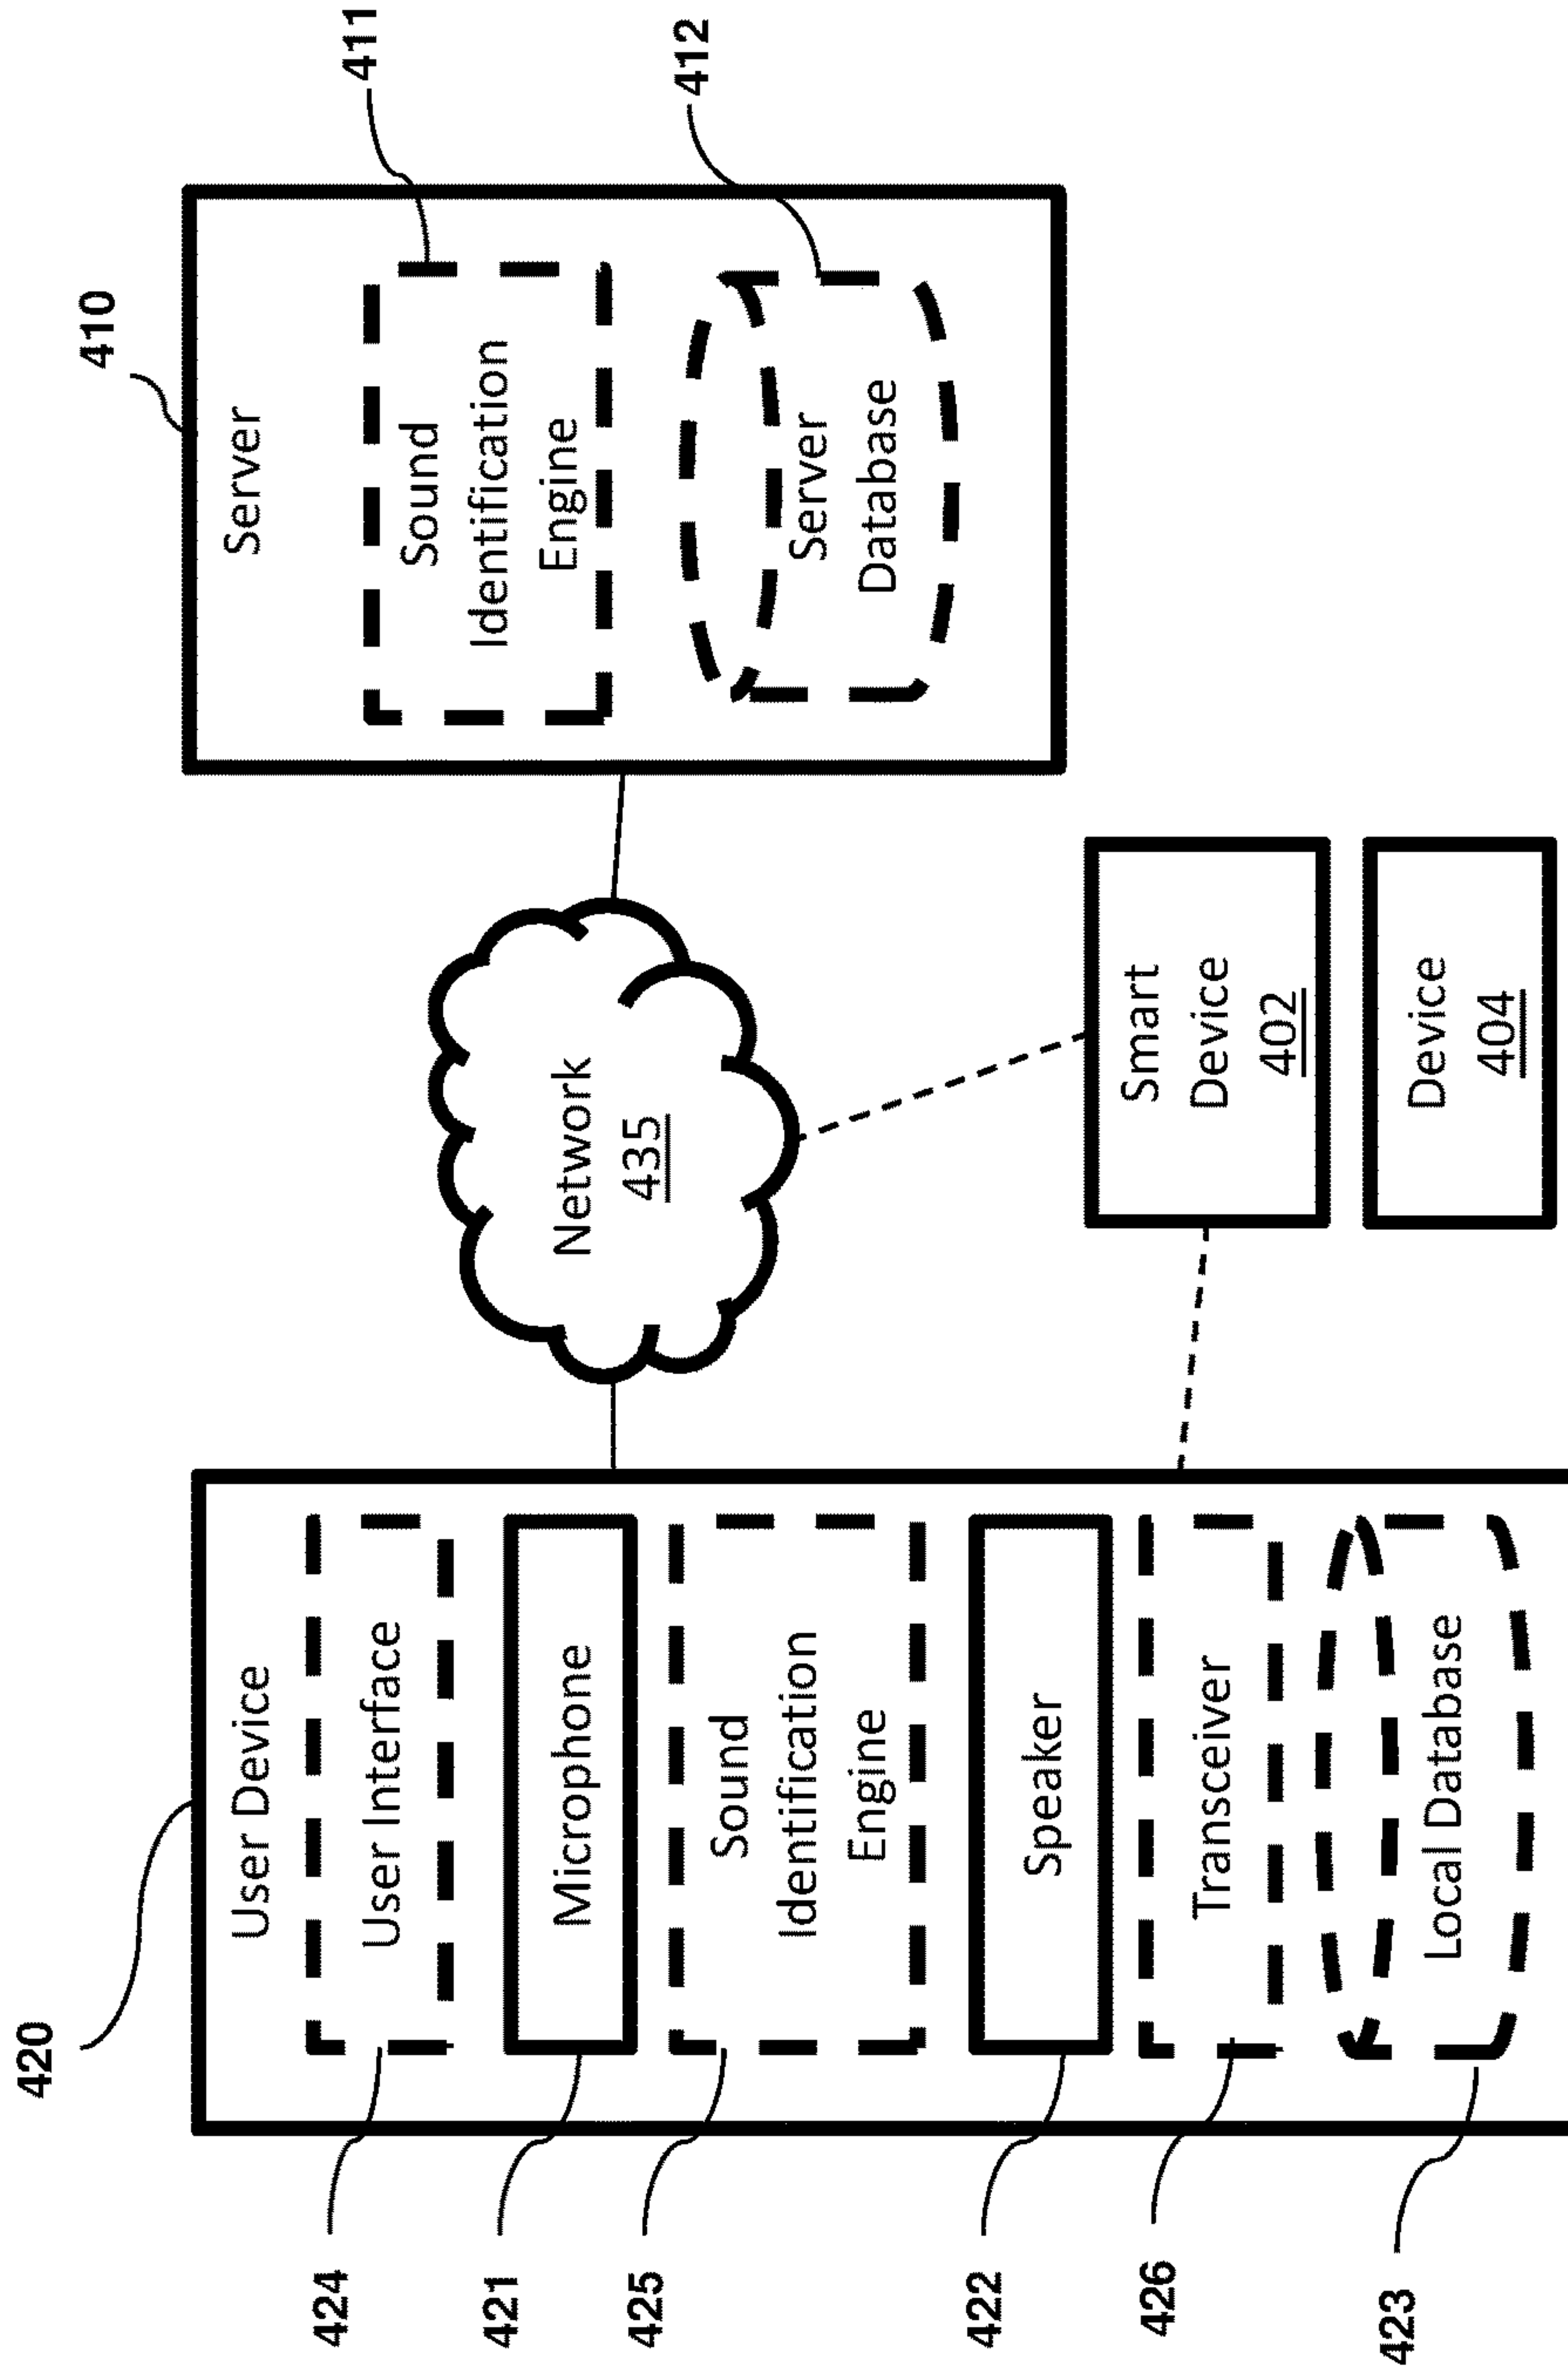 420
User Device
424
User Interface
421
Microphone
425
Sound
Identification
Engine
422
Speaker
426
Transceiver
423
Local Database
Network
435
Smart
Device
402
Device
404
410
Server
411
Sound
Identification
Engine
412
Server
Database